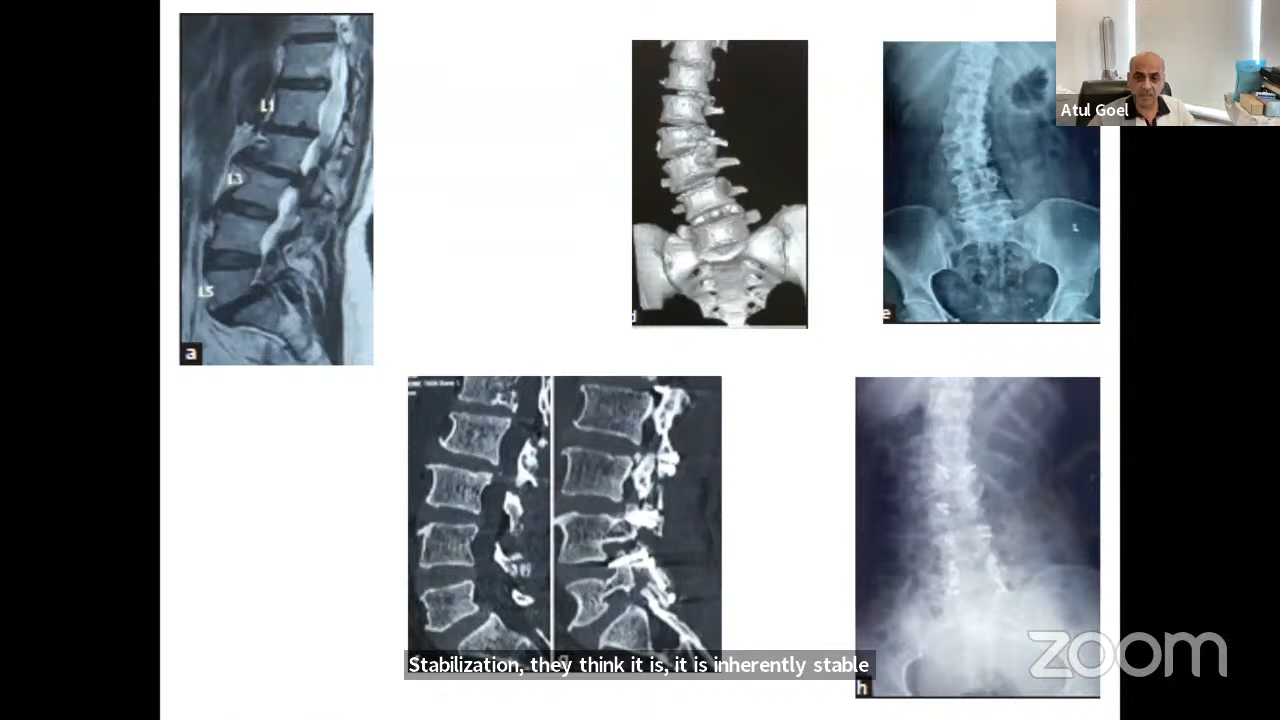 L1
L3
L5
a
d
e
L
Atul Goel
Stabilization, they think it is, it is inherently stable
h
zoom